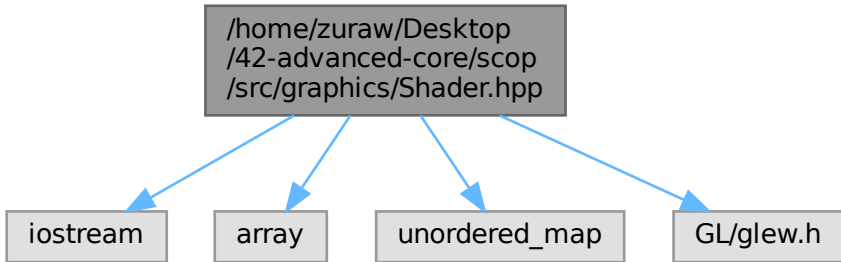 /home/zuraw/Desktop
/42-advanced-core/scop
/src/graphics/Shader.hpp
iostream
array
unordered_map
GL/glew.h